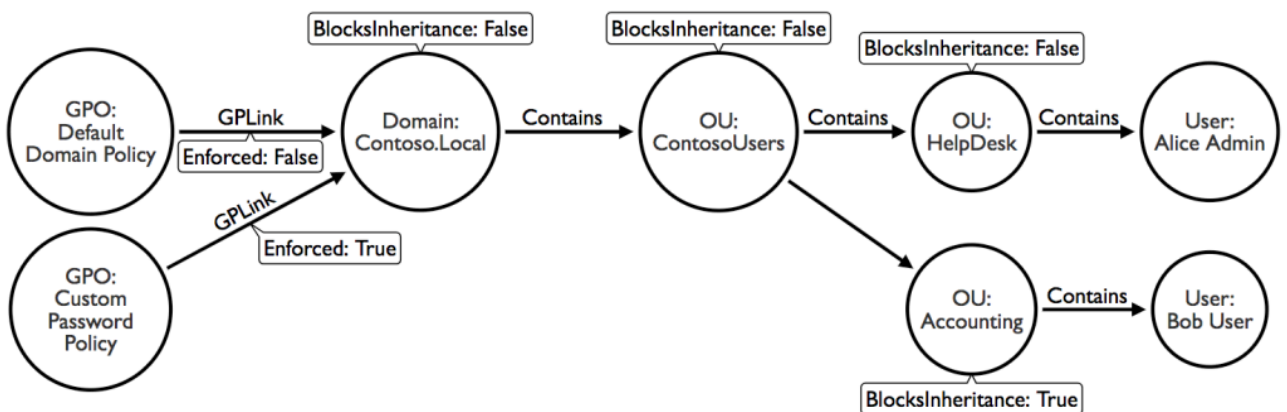 BlocksInheritance: False
BlocksInheritance: False
BlocksInheritance: False
GPO:
Default
Domain Policy
GPLink
Enforced: False
Domain:
Contoso.Local
Contains
OU:
ContosoUsers
Contains
OU:
HelpDesk
Contains
User:
Alice Admin
GPLink
Enforced: True
GPO:
Custom
Password
Policy
OU:
Accounting
Contains
User:
Bob User
BlocksInheritance: True